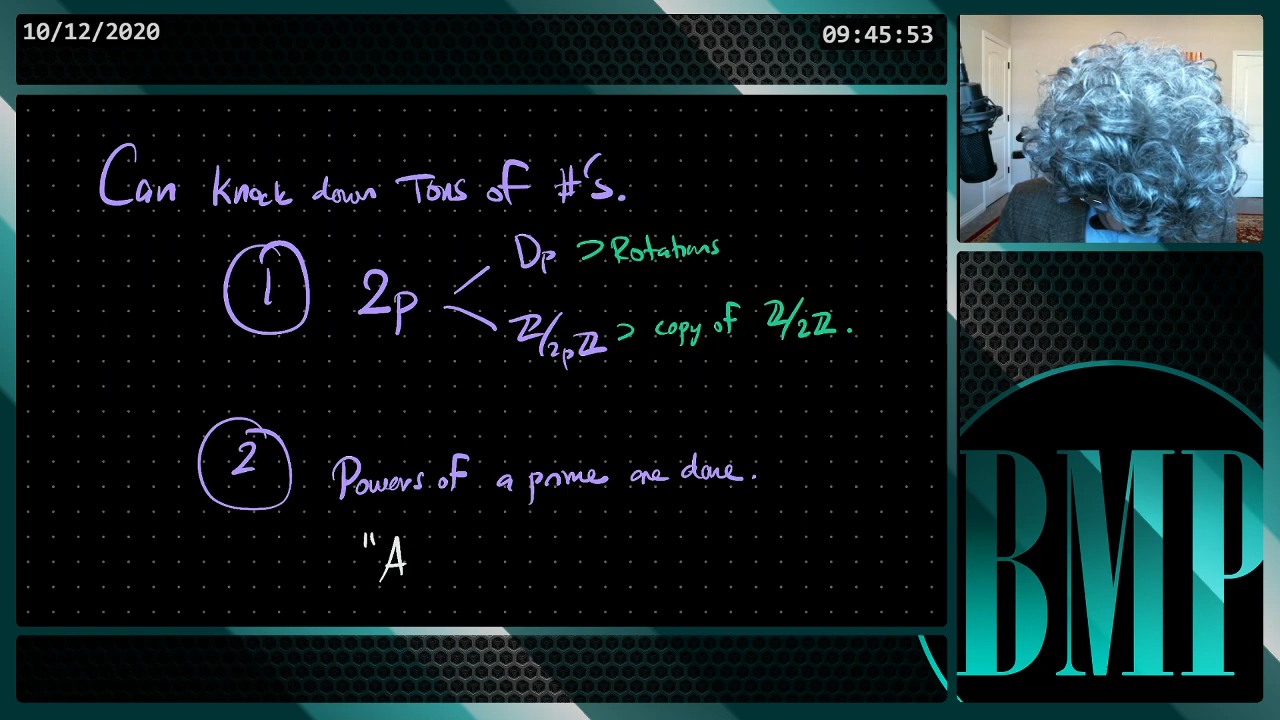 10/12/2020
09:45:53
Can knock down Tons of #'s.
1 2p
Dp > Rotations
ℤ/2pℤ > copy of ℤ/2ℤ.
2 Powers of a prime are done.
"A
BMP